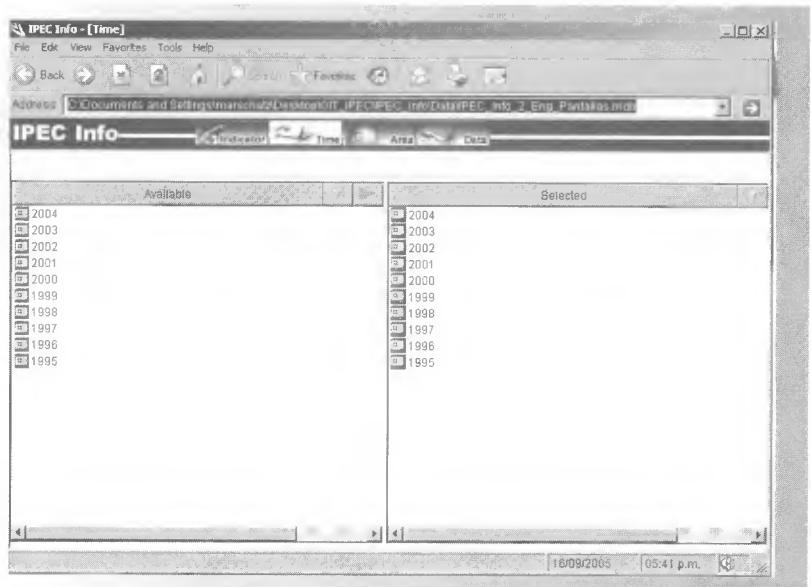 IPEC Info - [Time]
File Edit View Favorites Tools Help
Back Search Favorites
Address
IPEC Info Indicator Time Area Data
Available Selected
2004
2003
2002
2001
2000
1999
1998
1997
1996
1995
2004
2003
2002
2001
2000
1999
1998
1997
1996
1995
16/09/2005 05:41 p.m.